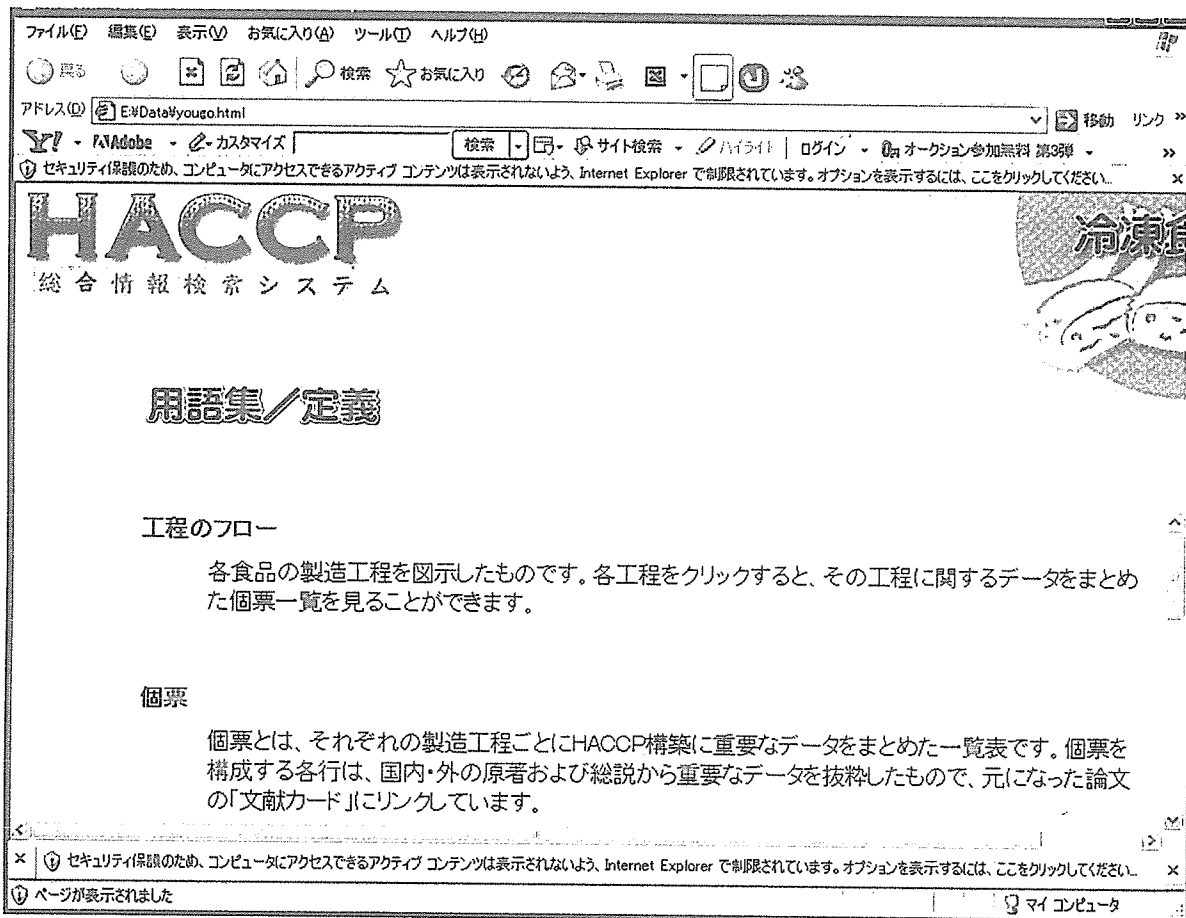 ファイル(F) 編集(E) 表示(V) お気に入り(A) ツール(T) ヘルプ(H)
戻る 検索 お気に入り
アドレス(D) E:¥Data¥yougo.html 移動 リンク »
Y! Adobe カスタマイズ 検索 サイト検索 ハイライト ログイン オークション参加無料 第3弾 »
セキュリティ保護のため、コンピュータにアクセスできるアクティブ コンテンツは表示されないよう、Internet Explorer で制限されています。オプションを表示するには、ここをクリックしてください... ×
HACCP
総合情報検索システム
冷凍食
用語集／定義
工程のフロー
各食品の製造工程を図示したものです。各工程をクリックすると、その工程に関するデータをまとめ
た個票一覧を見ることができます。
個票
個票とは、それぞれの製造工程ごとにHACCP構築に重要なデータをまとめた一覧表です。個票を
構成する各行は、国内・外の原著および総説から重要なデータを抜粋したもので、元になった論文
の「文献カード」にリンクしています。
× セキュリティ保護のため、コンピュータにアクセスできるアクティブ コンテンツは表示されないよう、Internet Explorer で制限されています。オプションを表示するには、ここをクリックしてください... ×
ページが表示されました マイ コンピュータ